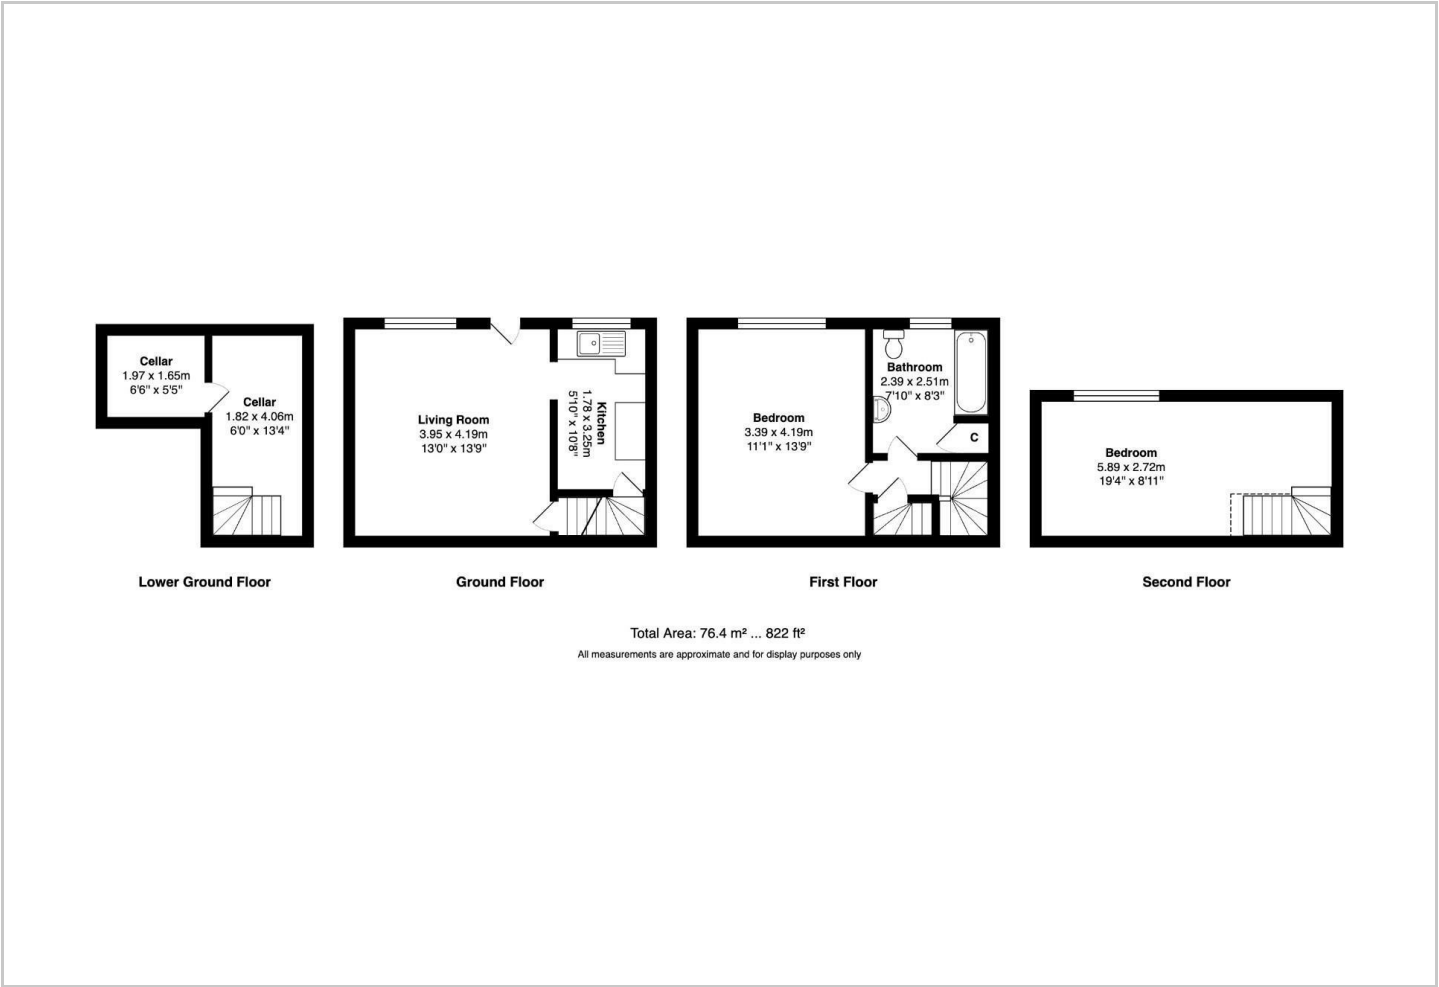 Cellar
1.97 x 1.65m
6'6" x 5'5"
Cellar
1.82 x 4.06m
6'0" x 13'4"
Lower Ground Floor
Living Room
3.95 x 4.19m
13'0" x 13'9"
Kitchen
1.78 x 3.25m
5'10" x 10'8"
Ground Floor
Bedroom
3.39 x 4.19m
11'1" x 13'9"
Bathroom
2.39 x 2.51m
7'10" x 8'3"
C
First Floor
Bedroom
5.89 x 2.72m
19'4" x 8'11"
Second Floor
Total Area: 76.4 m² ... 822 ft²
All measurements are approximate and for display purposes only